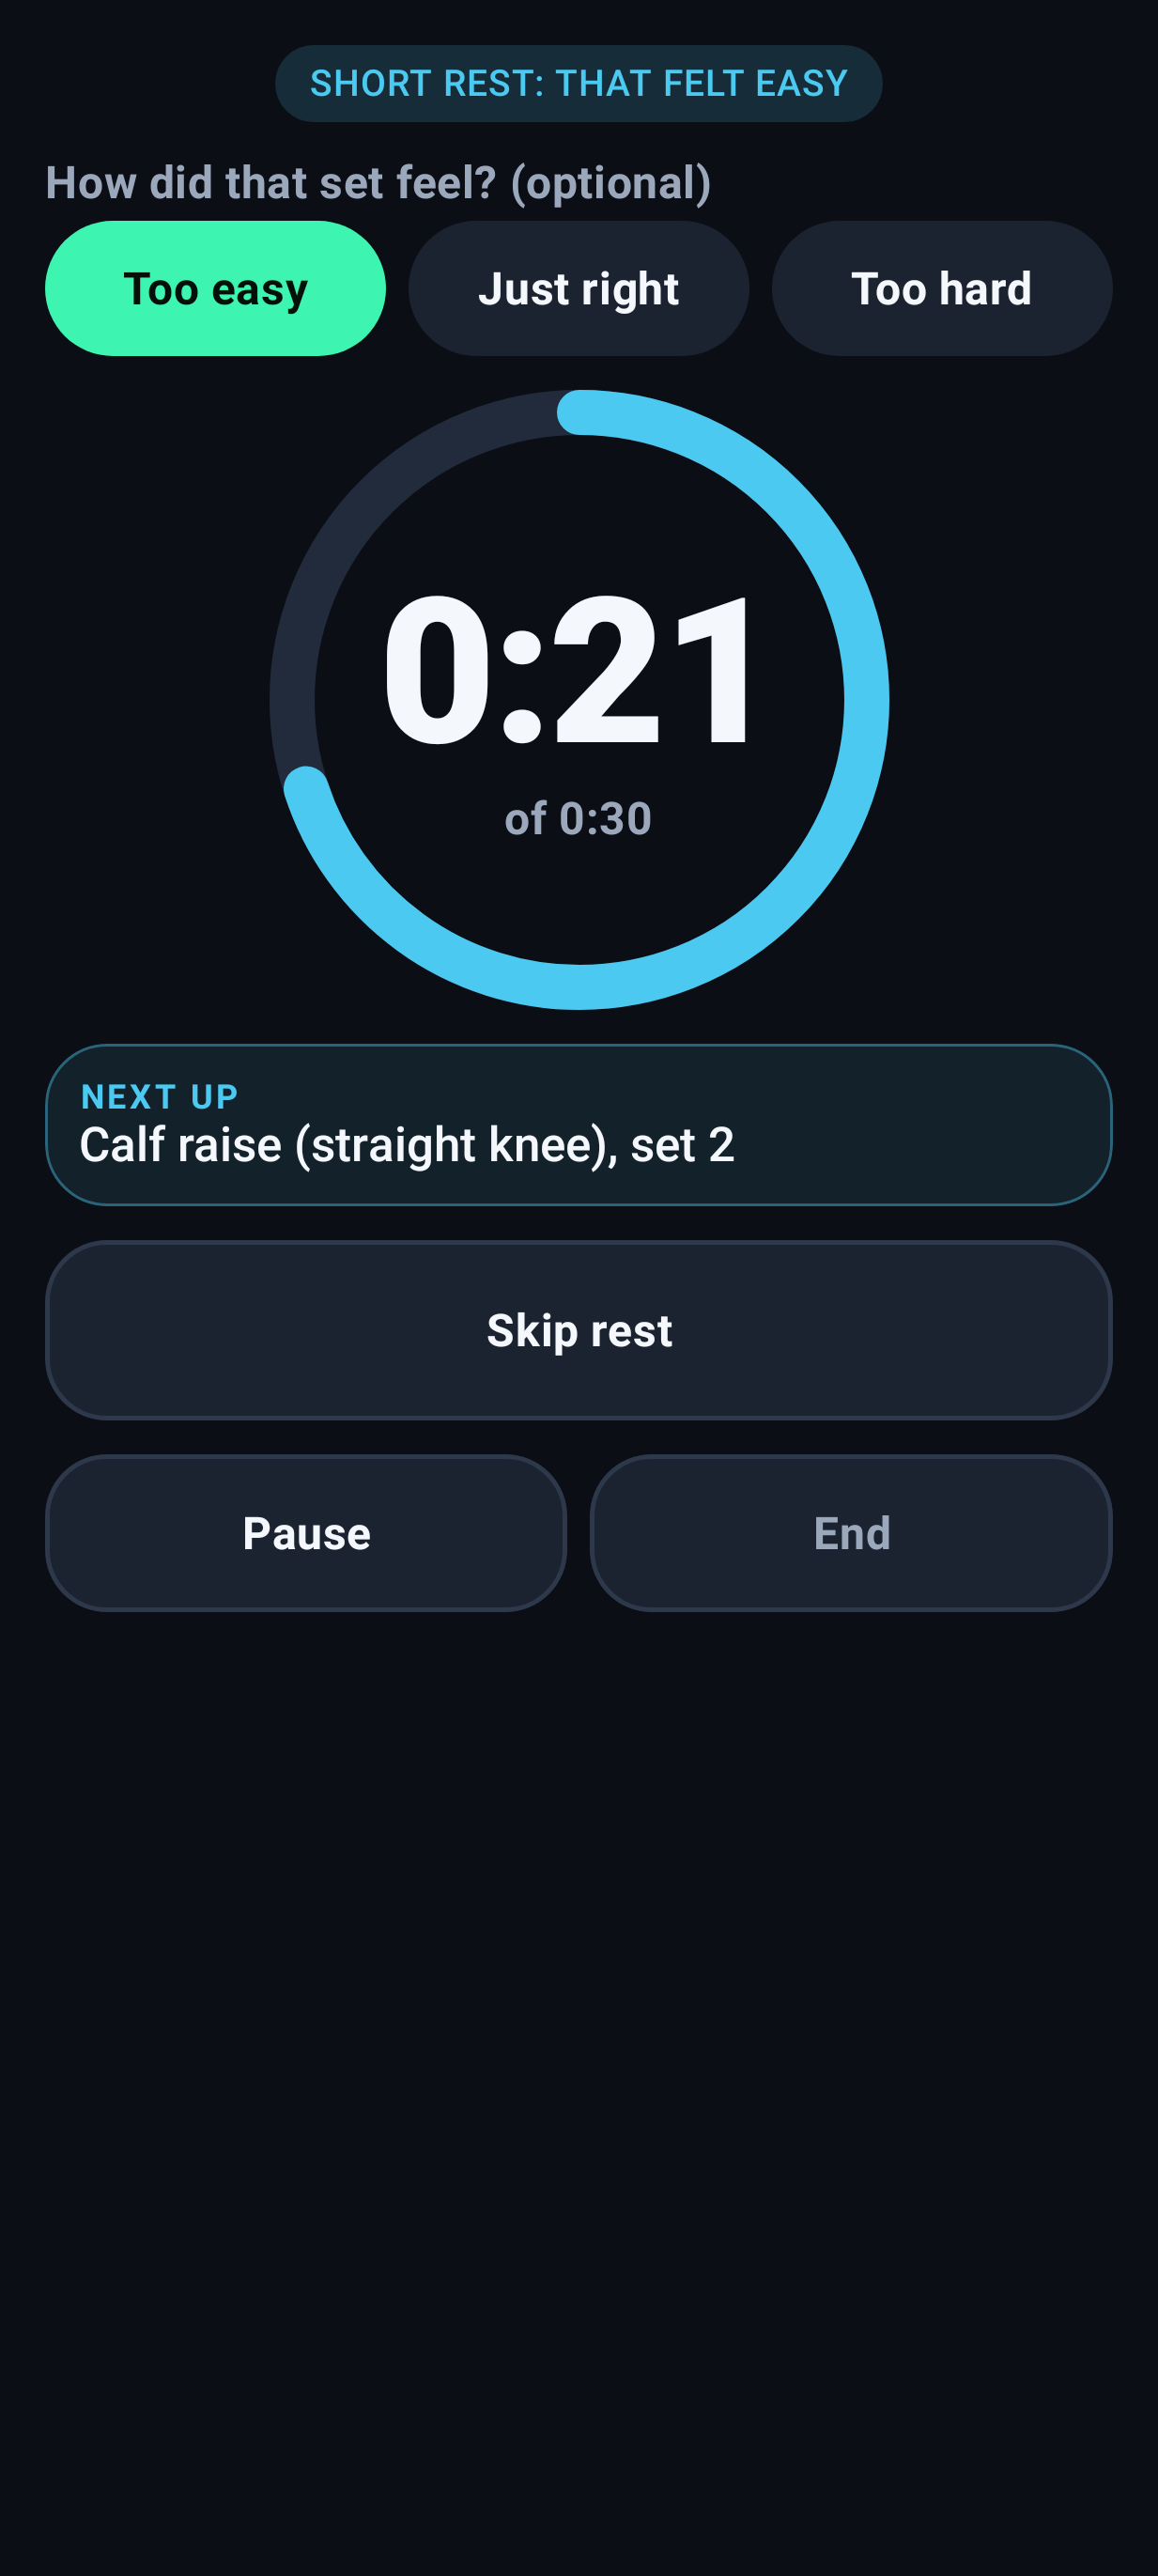 SHORT REST: THAT FELT EASY
How did that set feel? (optional)
Too easy
Just right
Too hard
0:21
of 0:30
NEXT UP
Calf raise (straight knee), set 2
Skip rest
Pause
End